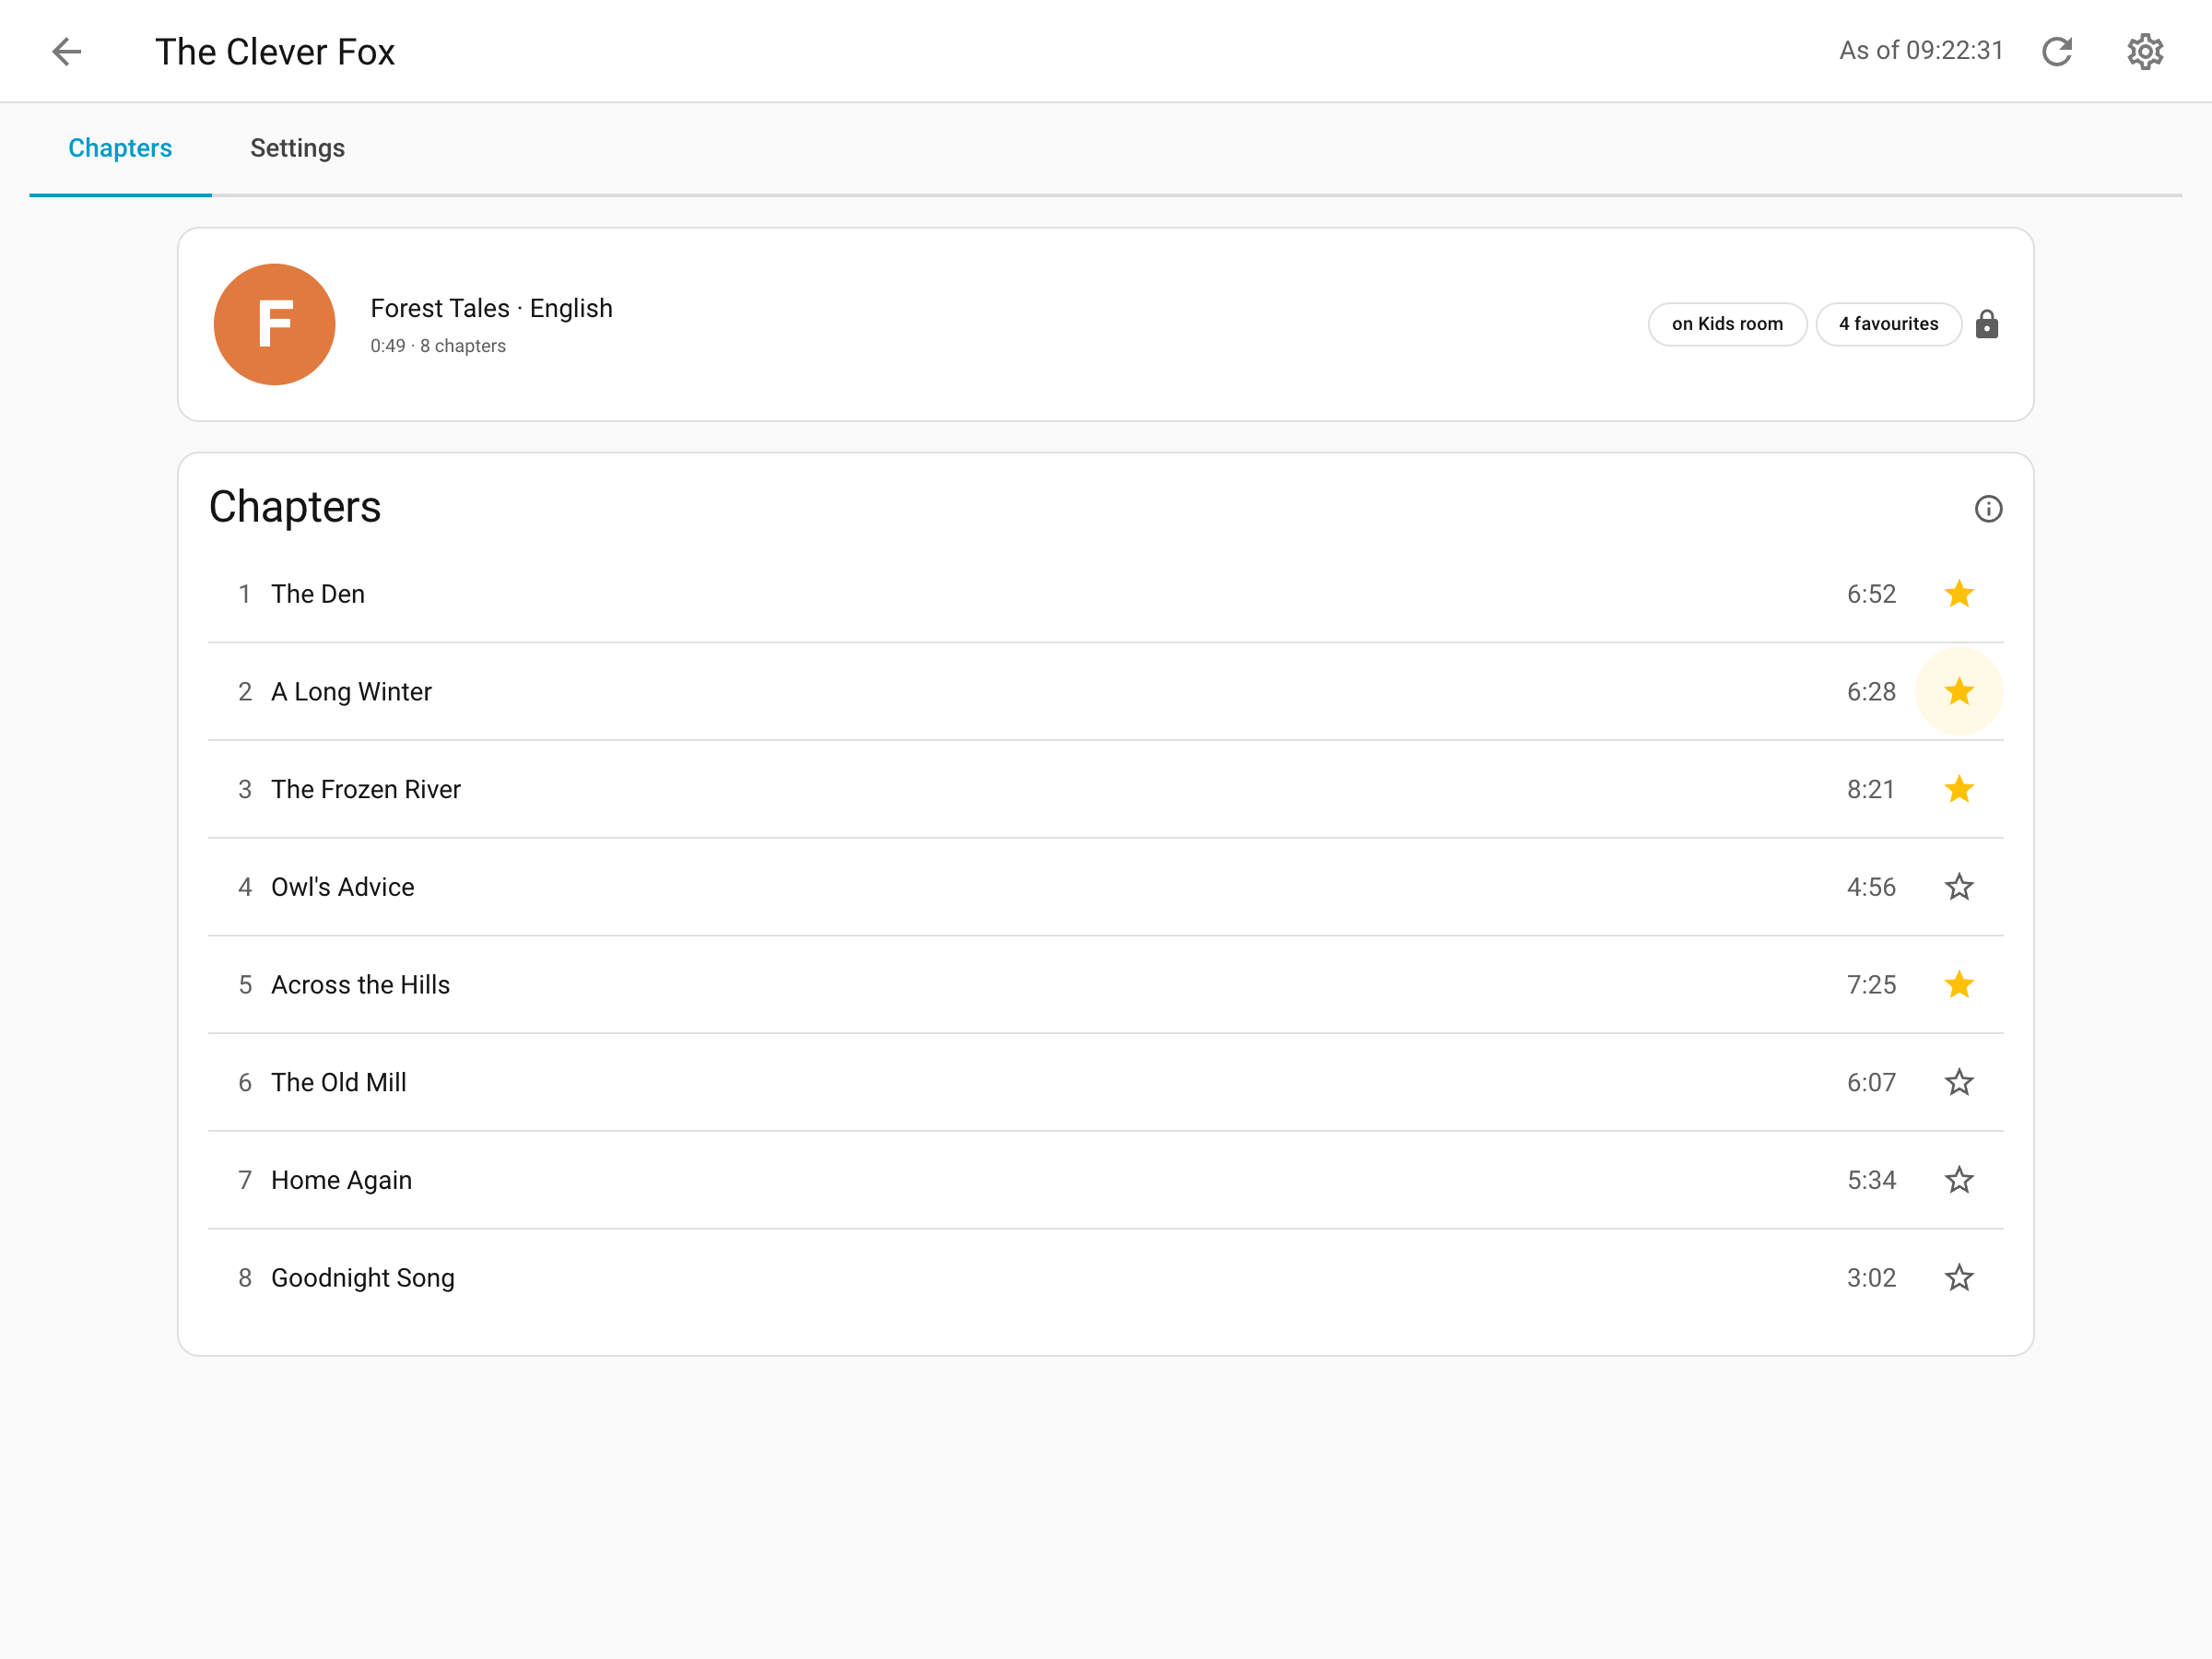 The Clever Fox
As of 09:22:31
Chapters
Settings
F
Forest Tales · English
0:49 · 8 chapters
on Kids room
4 favourites
Chapters
1 The Den 6:52
2 A Long Winter 6:28
3 The Frozen River 8:21
4 Owl's Advice 4:56
5 Across the Hills 7:25
6 The Old Mill 6:07
7 Home Again 5:34
8 Goodnight Song 3:02